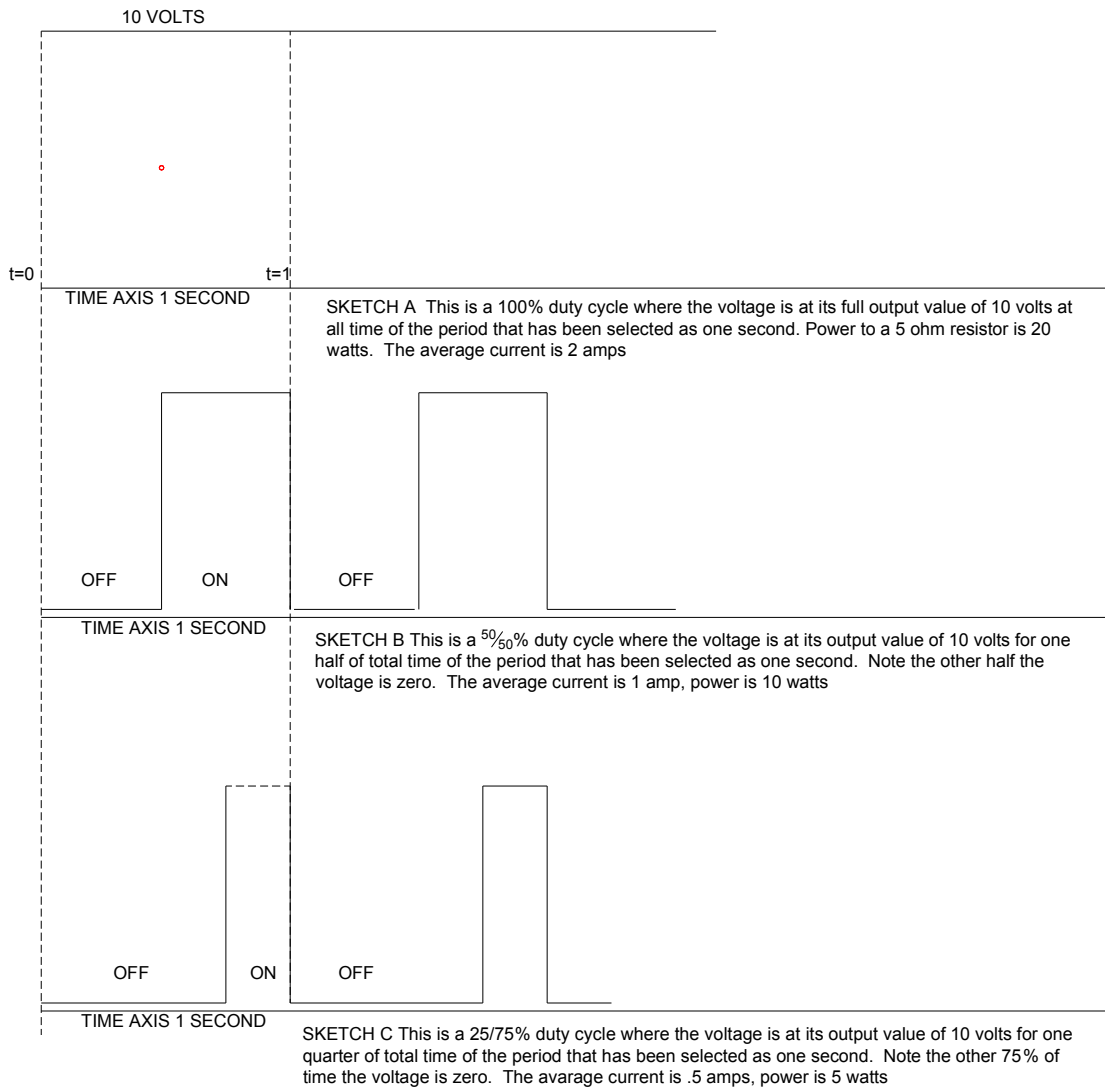 10 VOLTS
t=0
t=1
TIME AXIS 1 SECOND
SKETCH A This is a 100% duty cycle where the voltage is at its full output value of 10 volts at
all time of the period that has been selected as one second. Power to a 5 ohm resistor is 20
watts. The average current is 2 amps
OFF ON OFF
TIME AXIS 1 SECOND
SKETCH B This is a 50⁄50% duty cycle where the voltage is at its output value of 10 volts for one
half of total time of the period that has been selected as one second. Note the other half the
voltage is zero. The average current is 1 amp, power is 10 watts
OFF ON OFF
TIME AXIS 1 SECOND
SKETCH C This is a 25/75% duty cycle where the voltage is at its output value of 10 volts for one
quarter of total time of the period that has been selected as one second. Note the other 75% of
time the voltage is zero. The avarage current is .5 amps, power is 5 watts